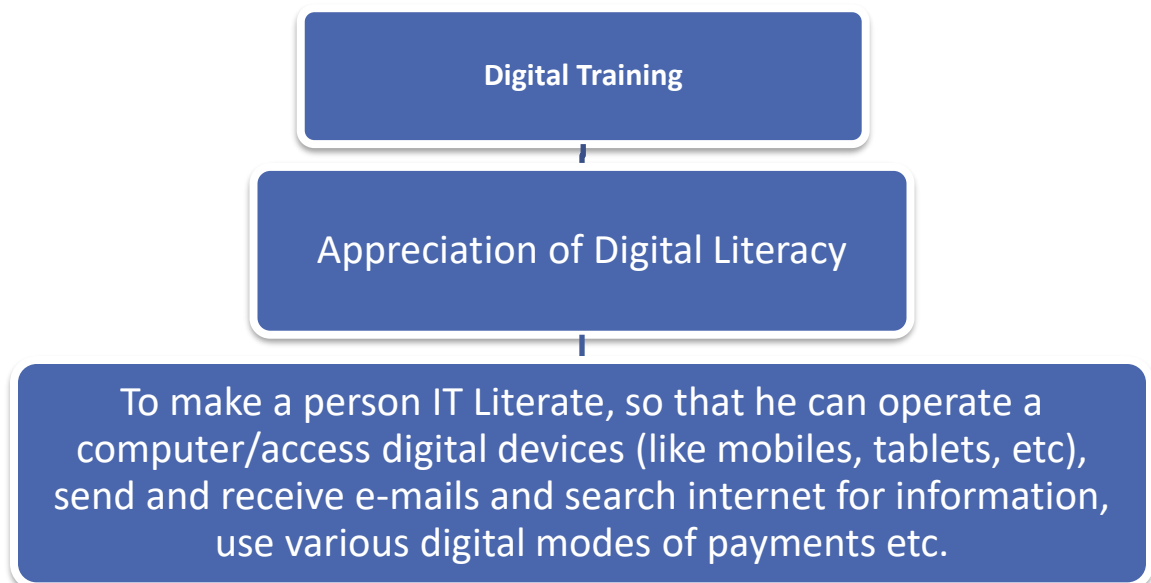 Digital Training
Appreciation of Digital Literacy
To make a person IT Literate, so that he can operate a
computer/access digital devices (like mobiles, tablets, etc),
send and receive e-mails and search internet for information,
use various digital modes of payments etc.